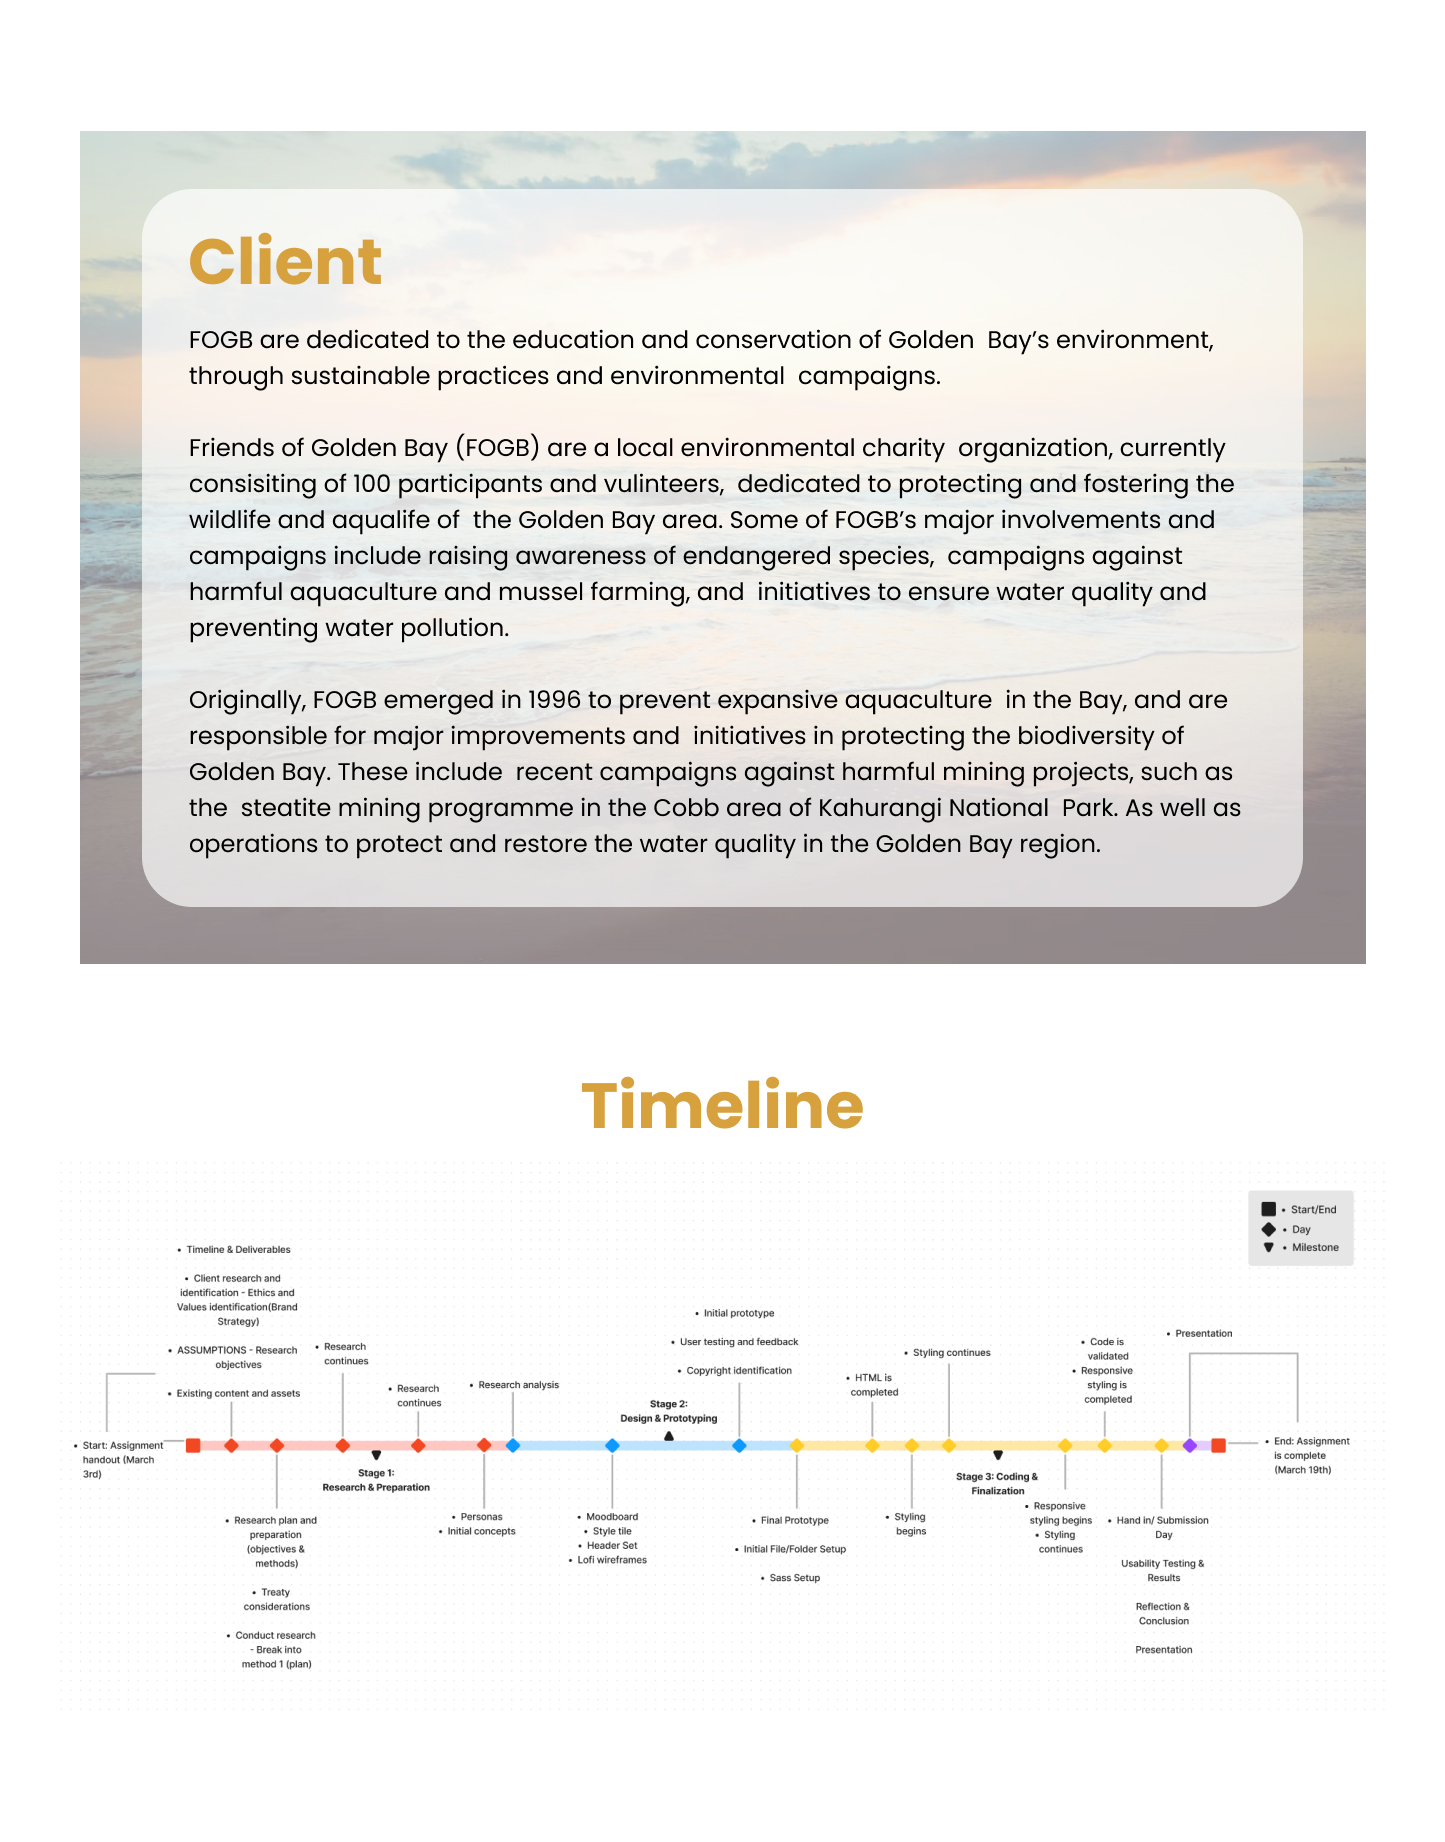 Client
FOGB are dedicated to the education and conservation of Golden  Bay’s environment,
through sustainable practices and environmental  campaigns.
Friends of Golden Bay (FOGB) are a local environmental charity  organization, currently
consisiting of 100 participants and vulinteers,  dedicated to protecting and fostering the
wildlife and aqualife of  the Golden Bay area. Some of FOGB’s major involvements and
campaigns include raising awareness of endangered species,  campaigns against
harmful aquaculture and mussel farming, and  initiatives to ensure water quality and
preventing water pollution.
Originally, FOGB emerged in 1996 to prevent expansive aquaculture  in the Bay, and are
responsible for major improvements and  initiatives in protecting the biodiversity of
Golden Bay. These include  recent campaigns against harmful mining projects, such as
the  steatite mining programme in the Cobb area of Kahurangi National  Park. As well as
operations to protect and restore the water quality in the Golden Bay region.
Timeline
• Start/End
• Day
• Milestone
• Start: Assignment
handout (March
3rd)
• Timeline & Deliverables
• Client research and
identification - Ethics and
Values identification(Brand
Strategy)
• ASSUMPTIONS - Research
objectives
• Existing content and assets
• Research plan and
preparation
(objectives &
methods)
• Treaty
considerations
• Conduct research
- Break into
method 1 (plan)
• Research
continues
Stage 1:
Research & Preparation
• Research
continues
• Personas
• Initial concepts
• Research analysis
• Moodboard
• Style tile
• Header Set
• Lofi wireframes
Stage 2:
Design & Prototyping
• Initial prototype
• User testing and feedback
• Copyright identification
• Final Prototype
• Initial File/Folder Setup
• Sass Setup
• HTML is
completed
• Styling
begins
• Styling continues
Stage 3: Coding &
Finalization
• Responsive
styling begins
• Styling
continues
• Code is
validated
• Responsive
styling is
completed
• Hand in/ Submission
Day
Usability Testing &
Results
Reflection &
Conclusion
Presentation
• Presentation
• End: Assignment
is complete
(March 19th)